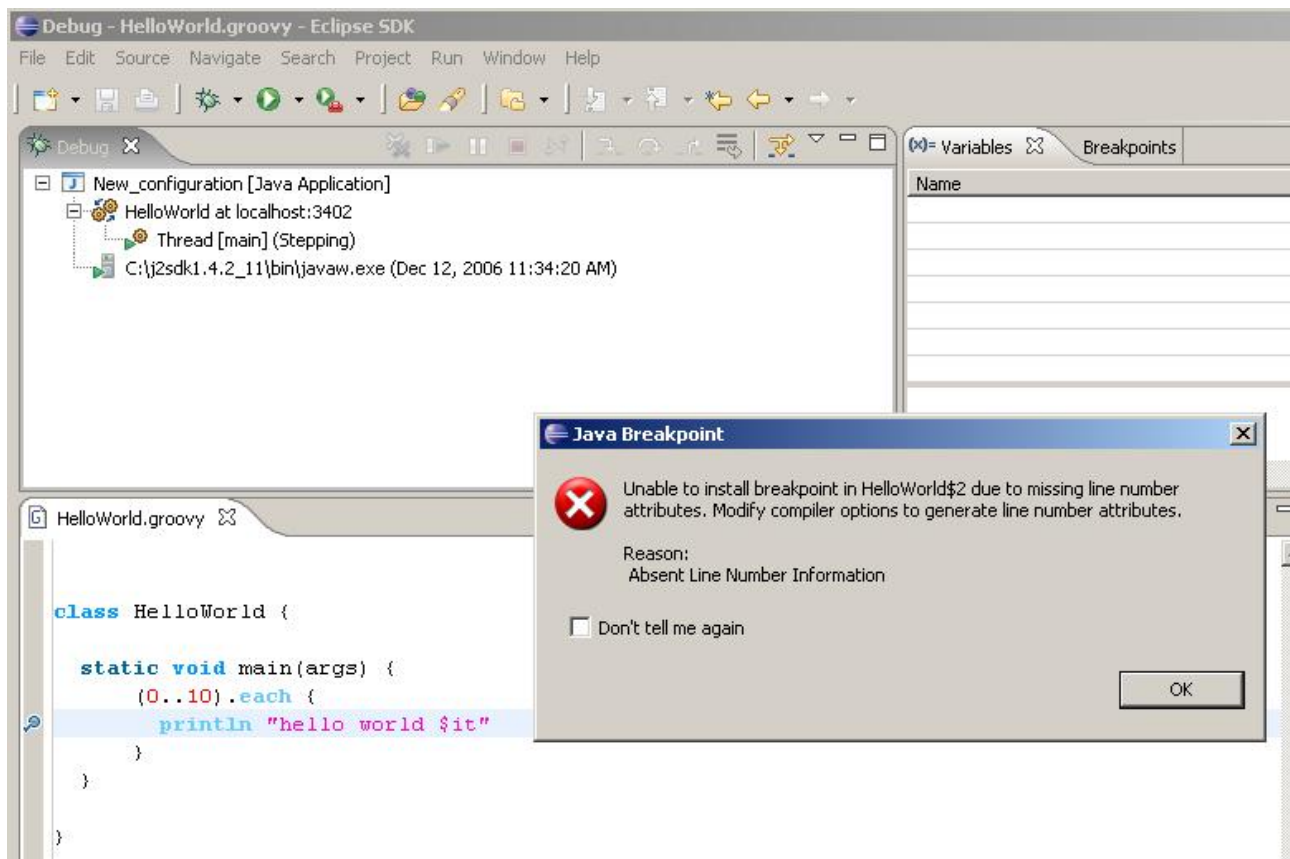 Debug - HelloWorld.groovy - Eclipse SDK
File Edit Source Navigate Search Project Run Window Help
Debug
(x)= Variables Breakpoints
New_configuration [Java Application]
Name
HelloWorld at localhost:3402
Thread [main] (Stepping)
C:\j2sdk1.4.2_11\bin\javaw.exe (Dec 12, 2006 11:34:20 AM)
Java Breakpoint
Unable to install breakpoint in HelloWorld$2 due to missing line number
attributes. Modify compiler options to generate line number attributes.
Reason:
Absent Line Number Information
Don't tell me again
OK
HelloWorld.groovy
class HelloWorld {
static void main(args) {
(0..10).each {
println "hello world $it"
}
}
}